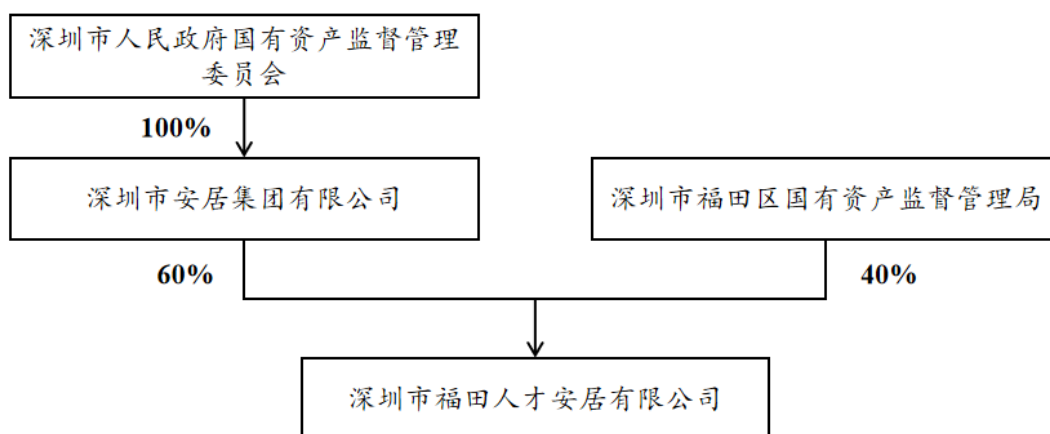 深圳市人民政府国有资产监督管理
委员会
100%
深圳市安居集团有限公司
深圳市福田区国有资产监督管理局
60%
40%
深圳市福田人才安居有限公司